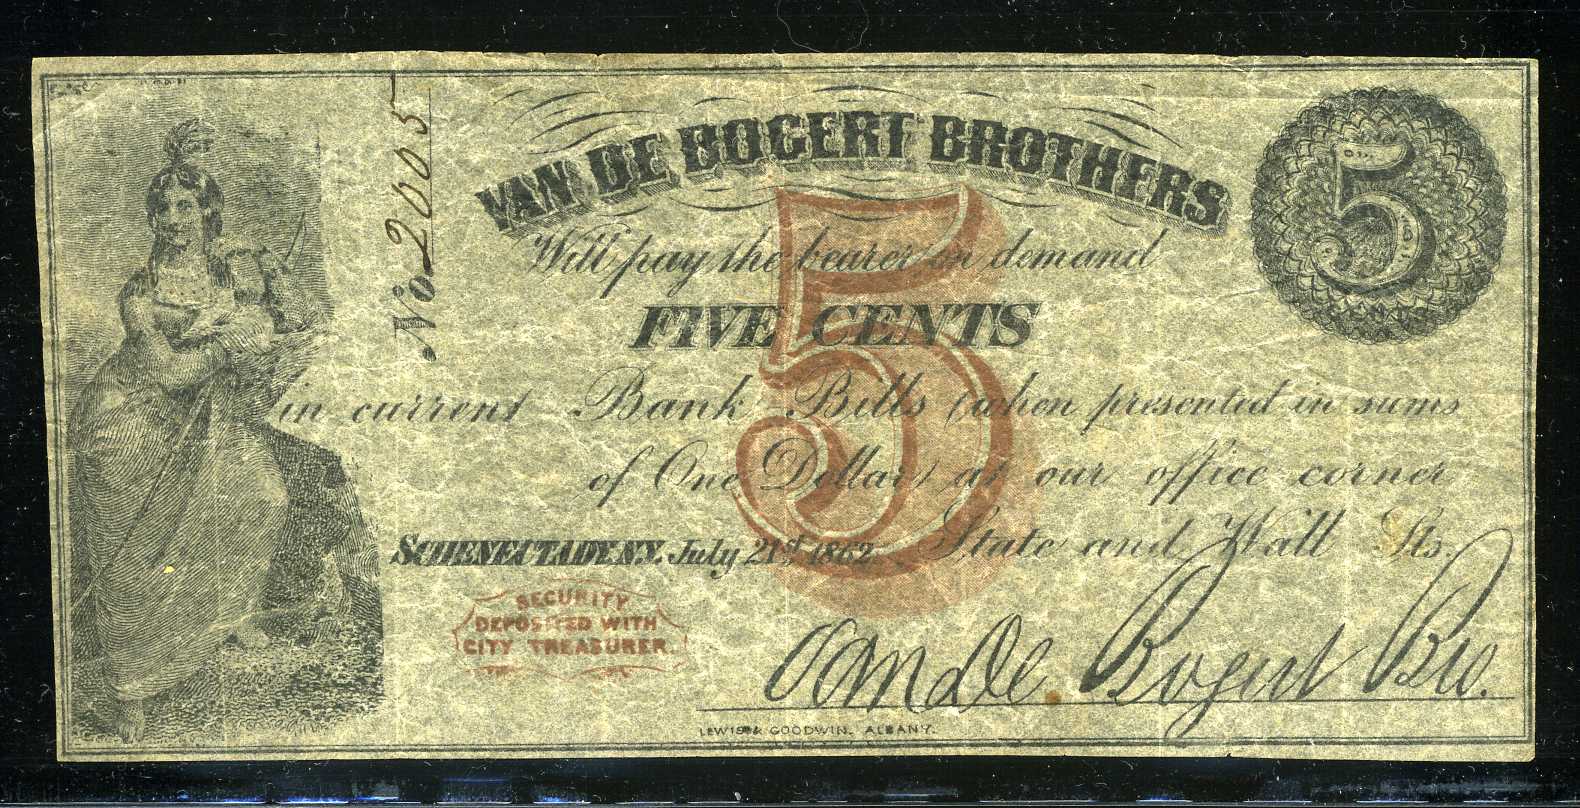 No. 2005
VAN DE BOGERT BROTHERS
5
Will pay the bearer on demand
FIVE CENTS
5
in current Bank Bills (when presented in sums
of One Dollar) at our office corner
SCHENECTADY N.Y. July 21st 1862. State and Wall Sts.
SECURITY
DEPOSITED WITH
CITY TREASURER.
Van De Bogert Bro.
LEWIS & GOODWIN. ALBANY.